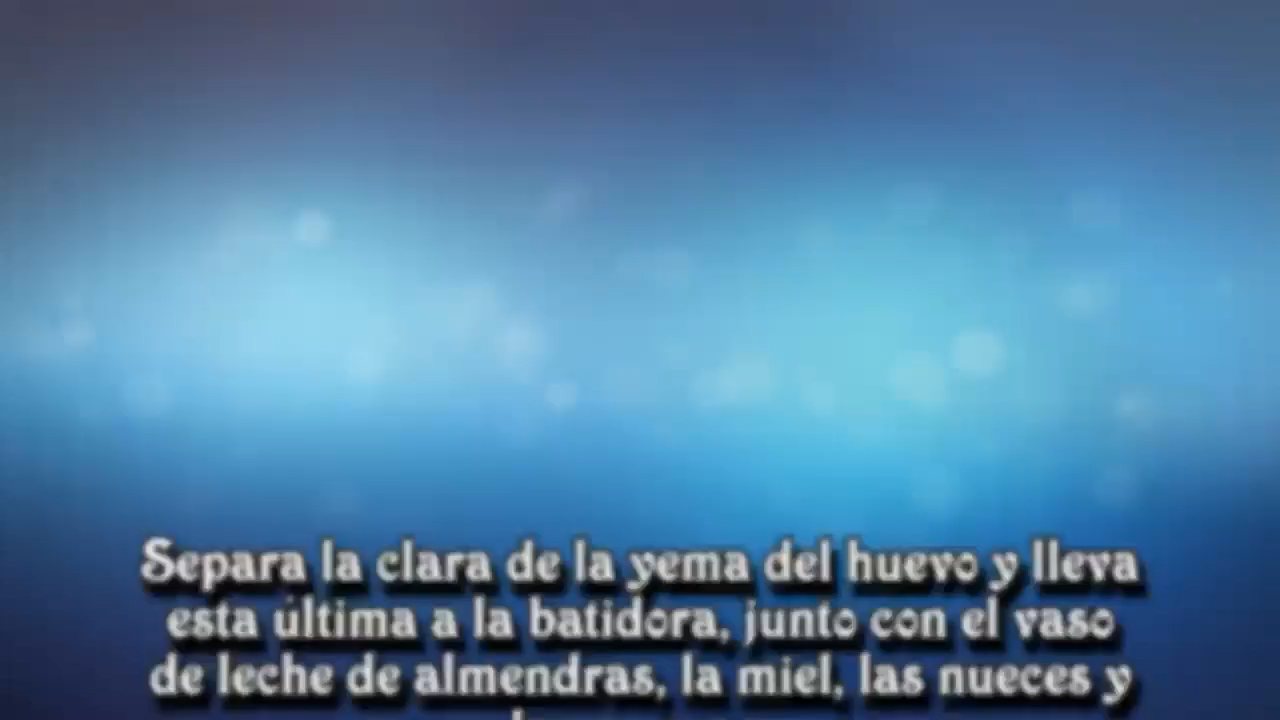 Separa la clara de la yema del huevo y lleva
esta última a la batidora, junto con el vaso
de leche de almendras, la miel, las nueces y